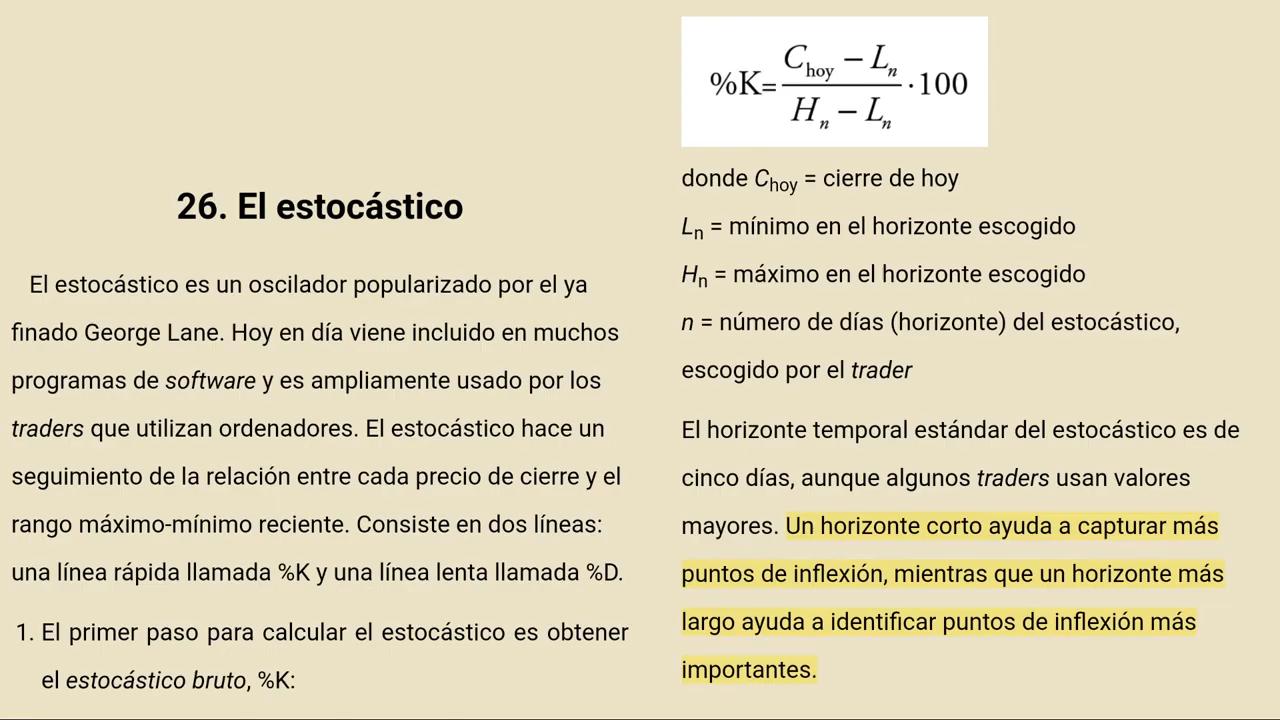 26. El estocástico
El estocástico es un oscilador popularizado por el ya
finado George Lane. Hoy en día viene incluido en muchos
programas de software y es ampliamente usado por los
traders que utilizan ordenadores. El estocástico hace un
seguimiento de la relación entre cada precio de cierre y el
rango máximo-mínimo reciente. Consiste en dos líneas:
una línea rápida llamada %K y una línea lenta llamada %D.
1. El primer paso para calcular el estocástico es obtener
el estocástico bruto, %K:
%K= (C_hoy − L_n) / (H_n − L_n) · 100
donde C_hoy = cierre de hoy
L_n = mínimo en el horizonte escogido
H_n = máximo en el horizonte escogido
n = número de días (horizonte) del estocástico,
escogido por el trader
El horizonte temporal estándar del estocástico es de
cinco días, aunque algunos traders usan valores
mayores. Un horizonte corto ayuda a capturar más
puntos de inflexión, mientras que un horizonte más
largo ayuda a identificar puntos de inflexión más
importantes.